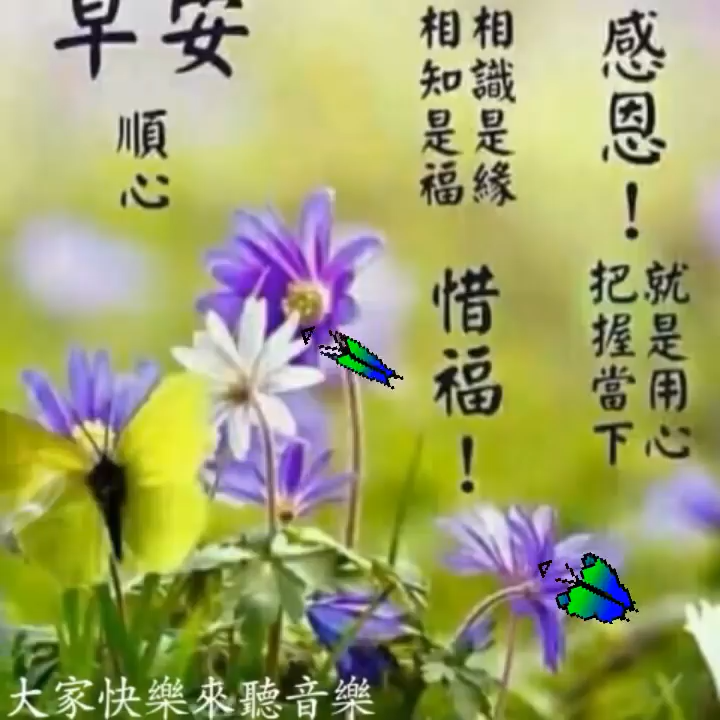 感恩！
就是用心
把握當下
相識是緣
相知是福
惜福！
早安
順心
大家快樂來聽音樂